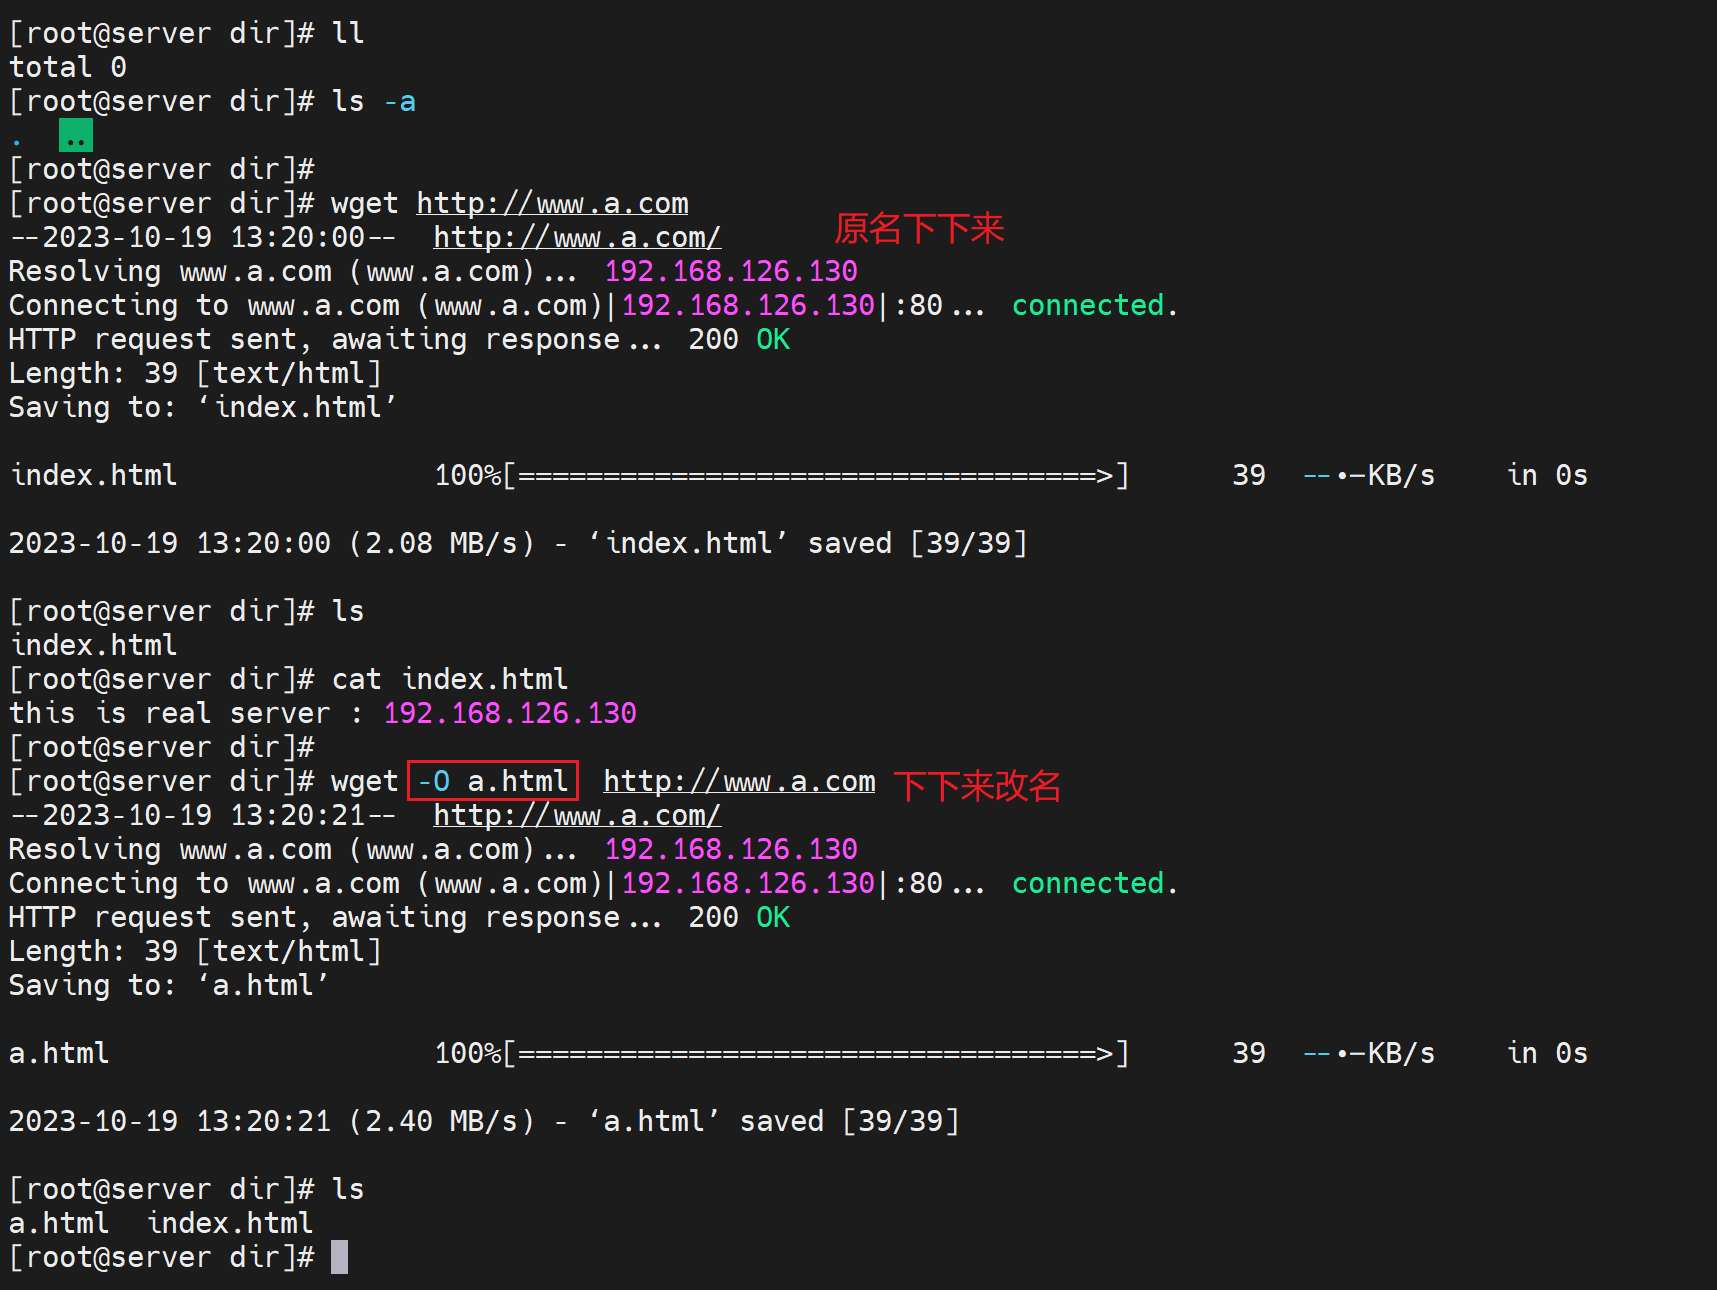 [root@server dir]# ll
total 0
[root@server dir]# ls -a
.  ..
[root@server dir]#
[root@server dir]# wget http://www.a.com
原名下下来
--2023-10-19 13:20:00--  http://www.a.com/
Resolving www.a.com (www.a.com)... 192.168.126.130
Connecting to www.a.com (www.a.com)|192.168.126.130|:80... connected.
HTTP request sent, awaiting response... 200 OK
Length: 39 [text/html]
Saving to: ‘index.html’
index.html 100%[==================================>] 39 --.-KB/s in 0s
2023-10-19 13:20:00 (2.08 MB/s) - ‘index.html’ saved [39/39]
[root@server dir]# ls
index.html
[root@server dir]# cat index.html
this is real server : 192.168.126.130
[root@server dir]#
[root@server dir]# wget -O a.html http://www.a.com 下下来改名
--2023-10-19 13:20:21--  http://www.a.com/
Resolving www.a.com (www.a.com)... 192.168.126.130
Connecting to www.a.com (www.a.com)|192.168.126.130|:80... connected.
HTTP request sent, awaiting response... 200 OK
Length: 39 [text/html]
Saving to: ‘a.html’
a.html 100%[==================================>] 39 --.-KB/s in 0s
2023-10-19 13:20:21 (2.40 MB/s) - ‘a.html’ saved [39/39]
[root@server dir]# ls
a.html  index.html
[root@server dir]#